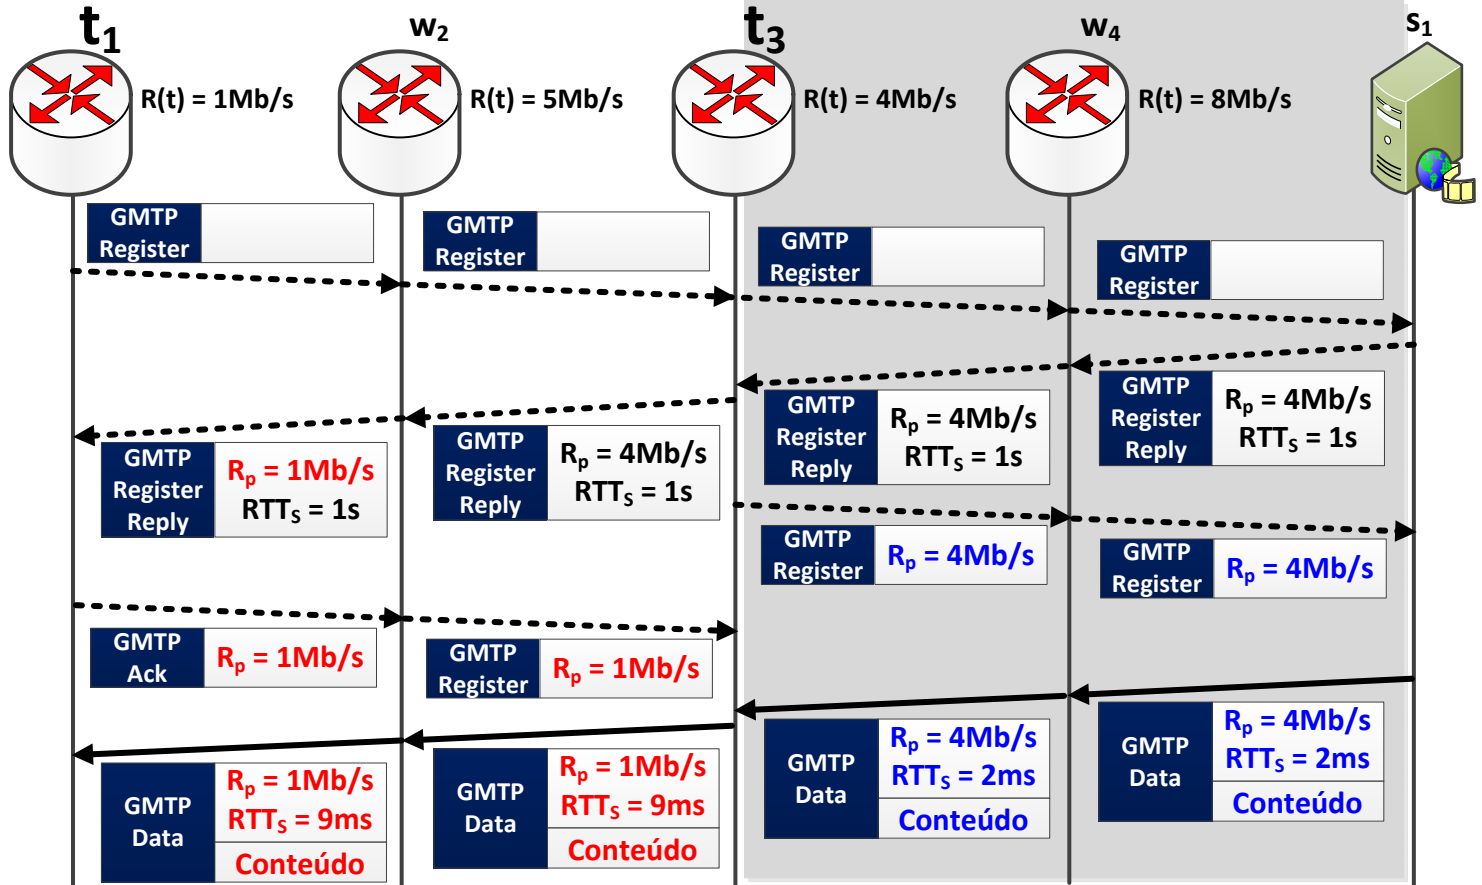 t₁
w₂
t₃
w₄
s₁
R(t) = 1Mb/s
R(t) = 5Mb/s
R(t) = 4Mb/s
R(t) = 8Mb/s
GMTP
Register
GMTP
Register
GMTP
Register
GMTP
Register
GMTP
Register
Reply
Rₚ = 4Mb/s
RTTₛ = 1s
GMTP
Register
Reply
Rₚ = 4Mb/s
RTTₛ = 1s
GMTP
Register
Reply
Rₚ = 4Mb/s
RTTₛ = 1s
GMTP
Register
Reply
Rₚ = 1Mb/s
RTTₛ = 1s
GMTP
Register
Rₚ = 4Mb/s
GMTP
Register
Rₚ = 4Mb/s
GMTP
Ack
Rₚ = 1Mb/s
GMTP
Register
Rₚ = 1Mb/s
GMTP
Data
Rₚ = 4Mb/s
RTTₛ = 2ms
Conteúdo
GMTP
Data
Rₚ = 4Mb/s
RTTₛ = 2ms
Conteúdo
GMTP
Data
Rₚ = 1Mb/s
RTTₛ = 9ms
Conteúdo
GMTP
Data
Rₚ = 1Mb/s
RTTₛ = 9ms
Conteúdo